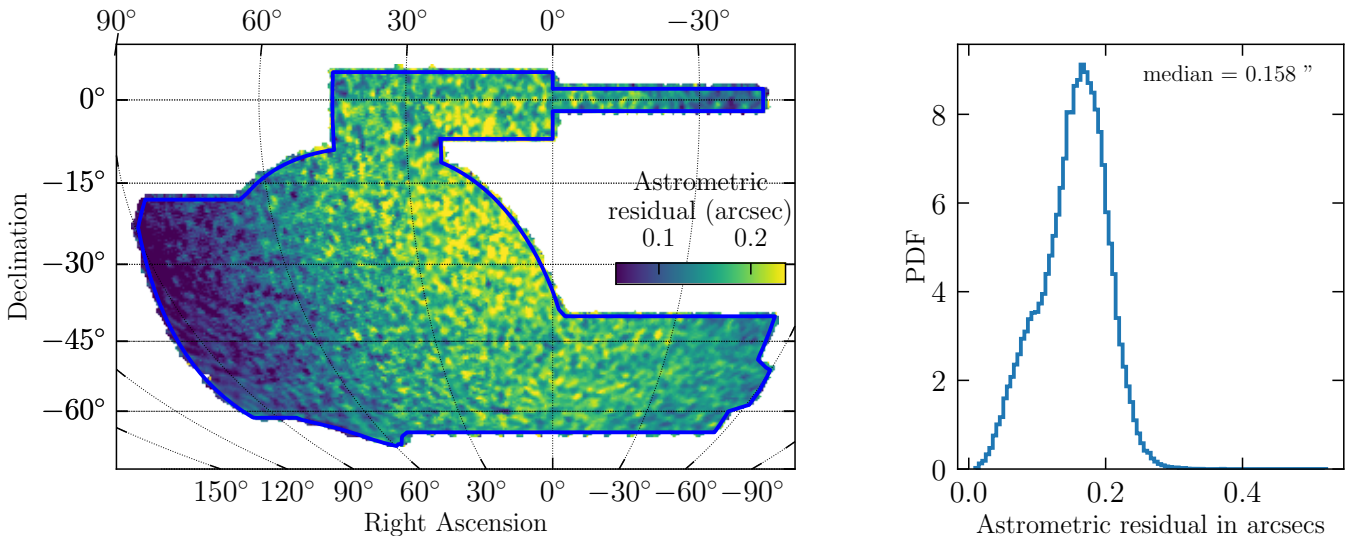 90° 60° 30° 0° −30°
0°
−15°
−30°
−45°
−60°
Declination
Astrometric
residual (arcsec)
0.1 0.2
150° 120° 90° 60° 30° 0° −30° −60° −90°
Right Ascension
median = 0.158 ”
8
6
4
2
0
PDF
0.0 0.2 0.4
Astrometric residual in arcsecs